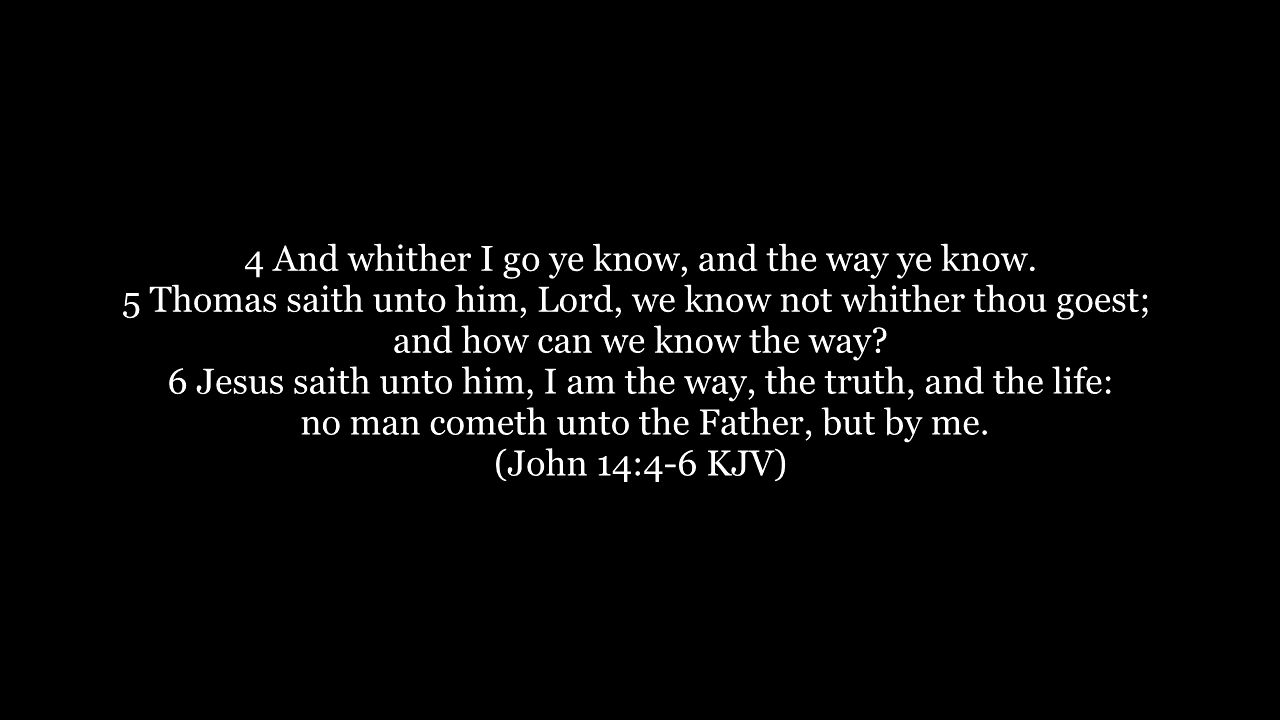 4 And whither I go ye know, and the way ye know.
5 Thomas saith unto him, Lord, we know not whither thou goest;
and how can we know the way?
6 Jesus saith unto him, I am the way, the truth, and the life:
no man cometh unto the Father, but by me.
(John 14:4-6 KJV)